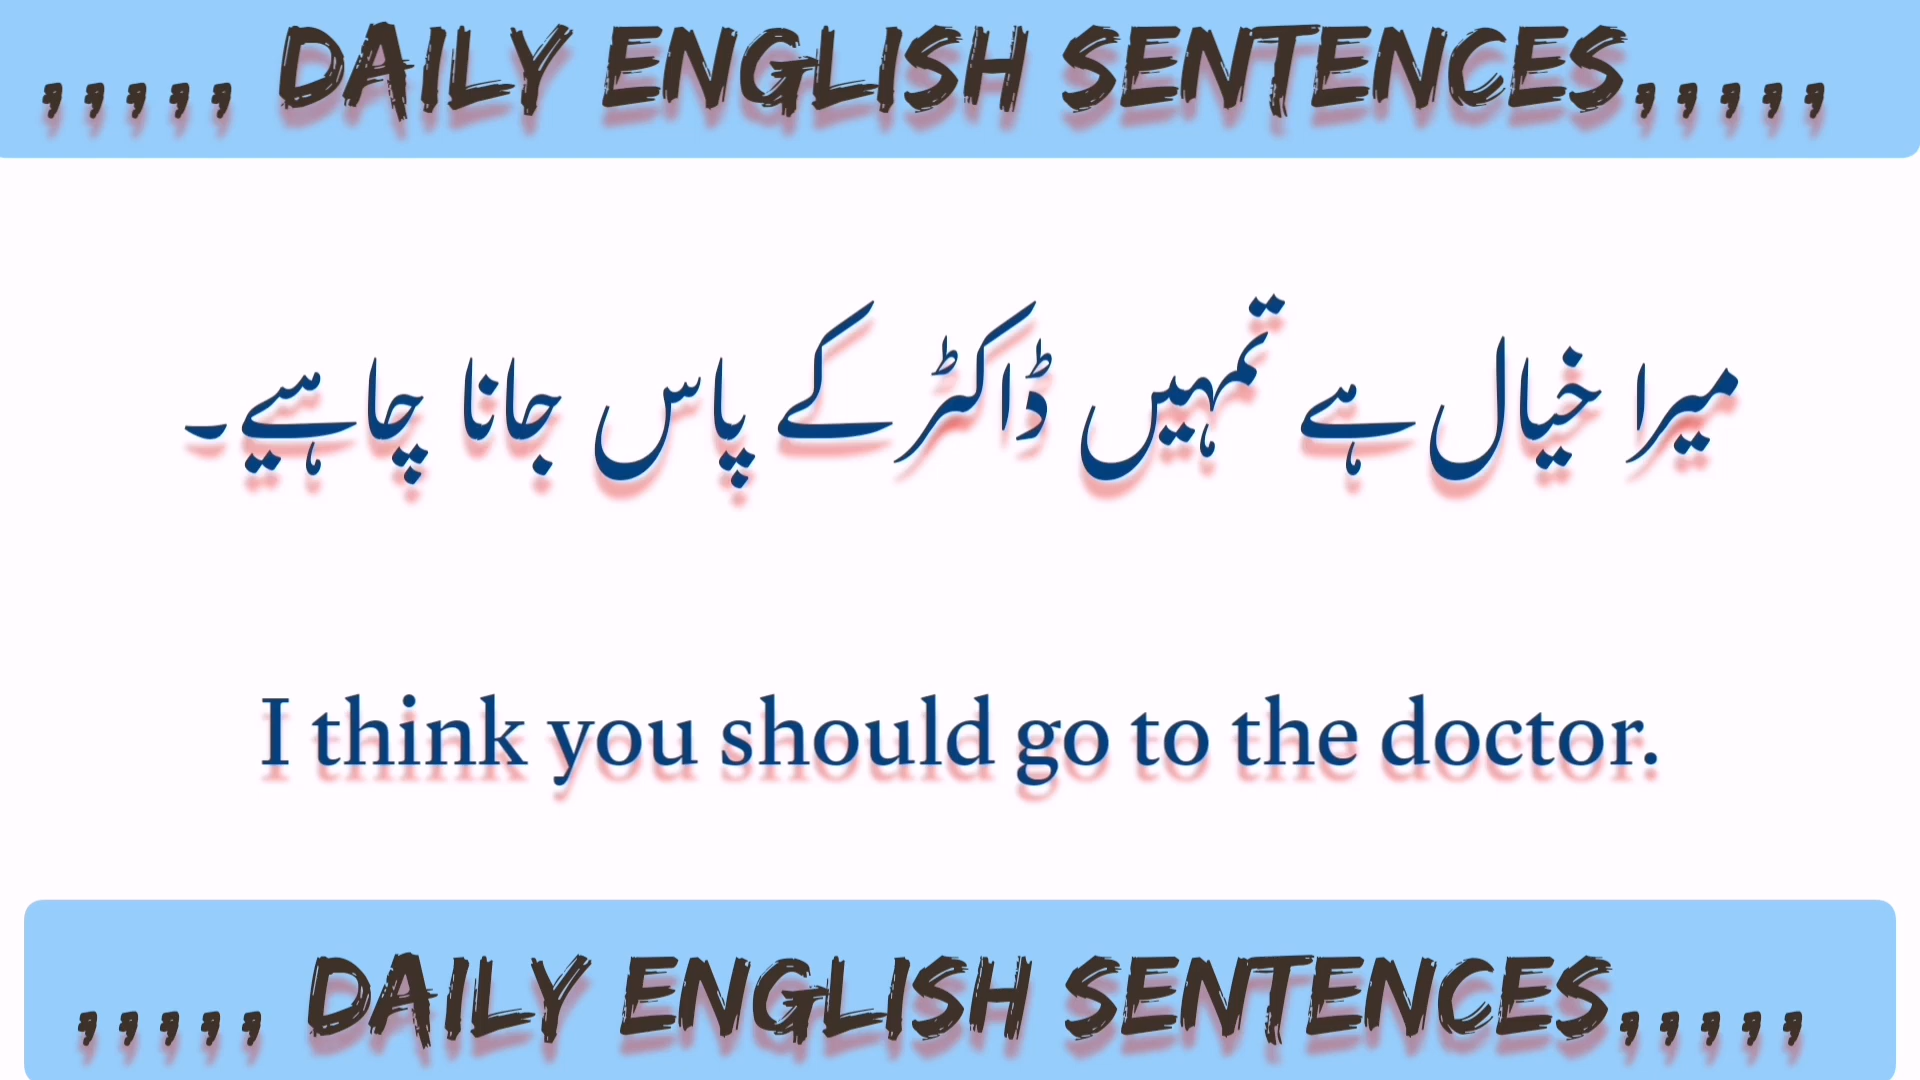 ,,,,, DAILY ENGLISH SENTENCES,,,,,
میرا خیال ہے تمہیں ڈاکٹر کے پاس جانا چاہیے۔
I think you should go to the doctor.
,,,,, DAILY ENGLISH SENTENCES,,,,,